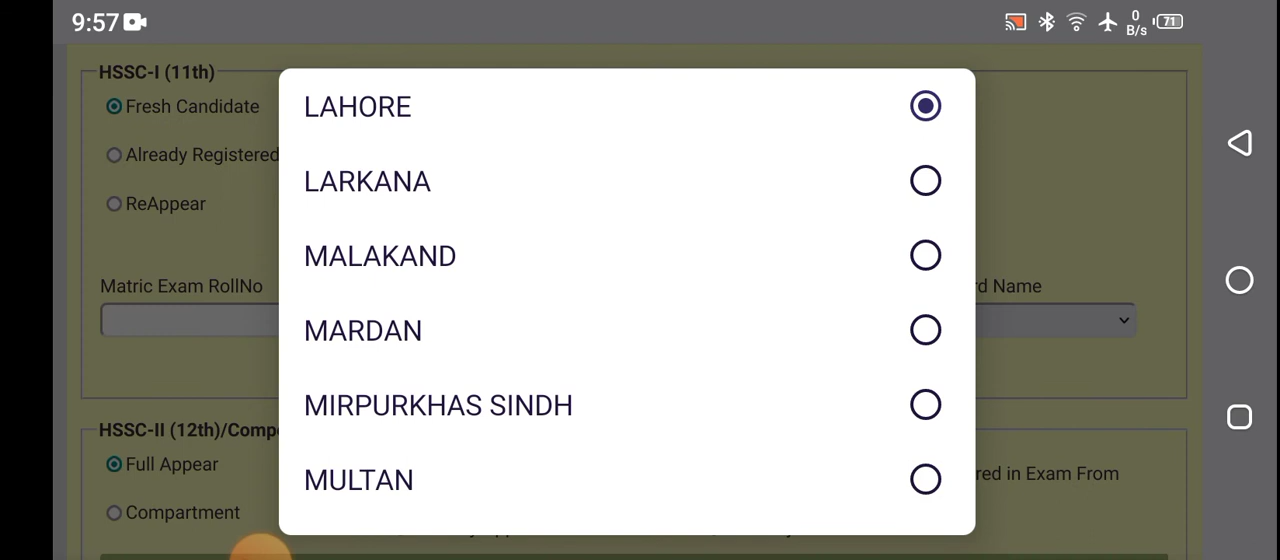 9:57
0
B/s
71
HSSC-I (11th)
Fresh Candidate
Already Registered
ReAppear
Matric Exam RollNo
d Name
LAHORE
LARKANA
MALAKAND
MARDAN
MIRPURKHAS SINDH
MULTAN
HSSC-II (12th)/Comp
Full Appear
red in Exam From
Compartment